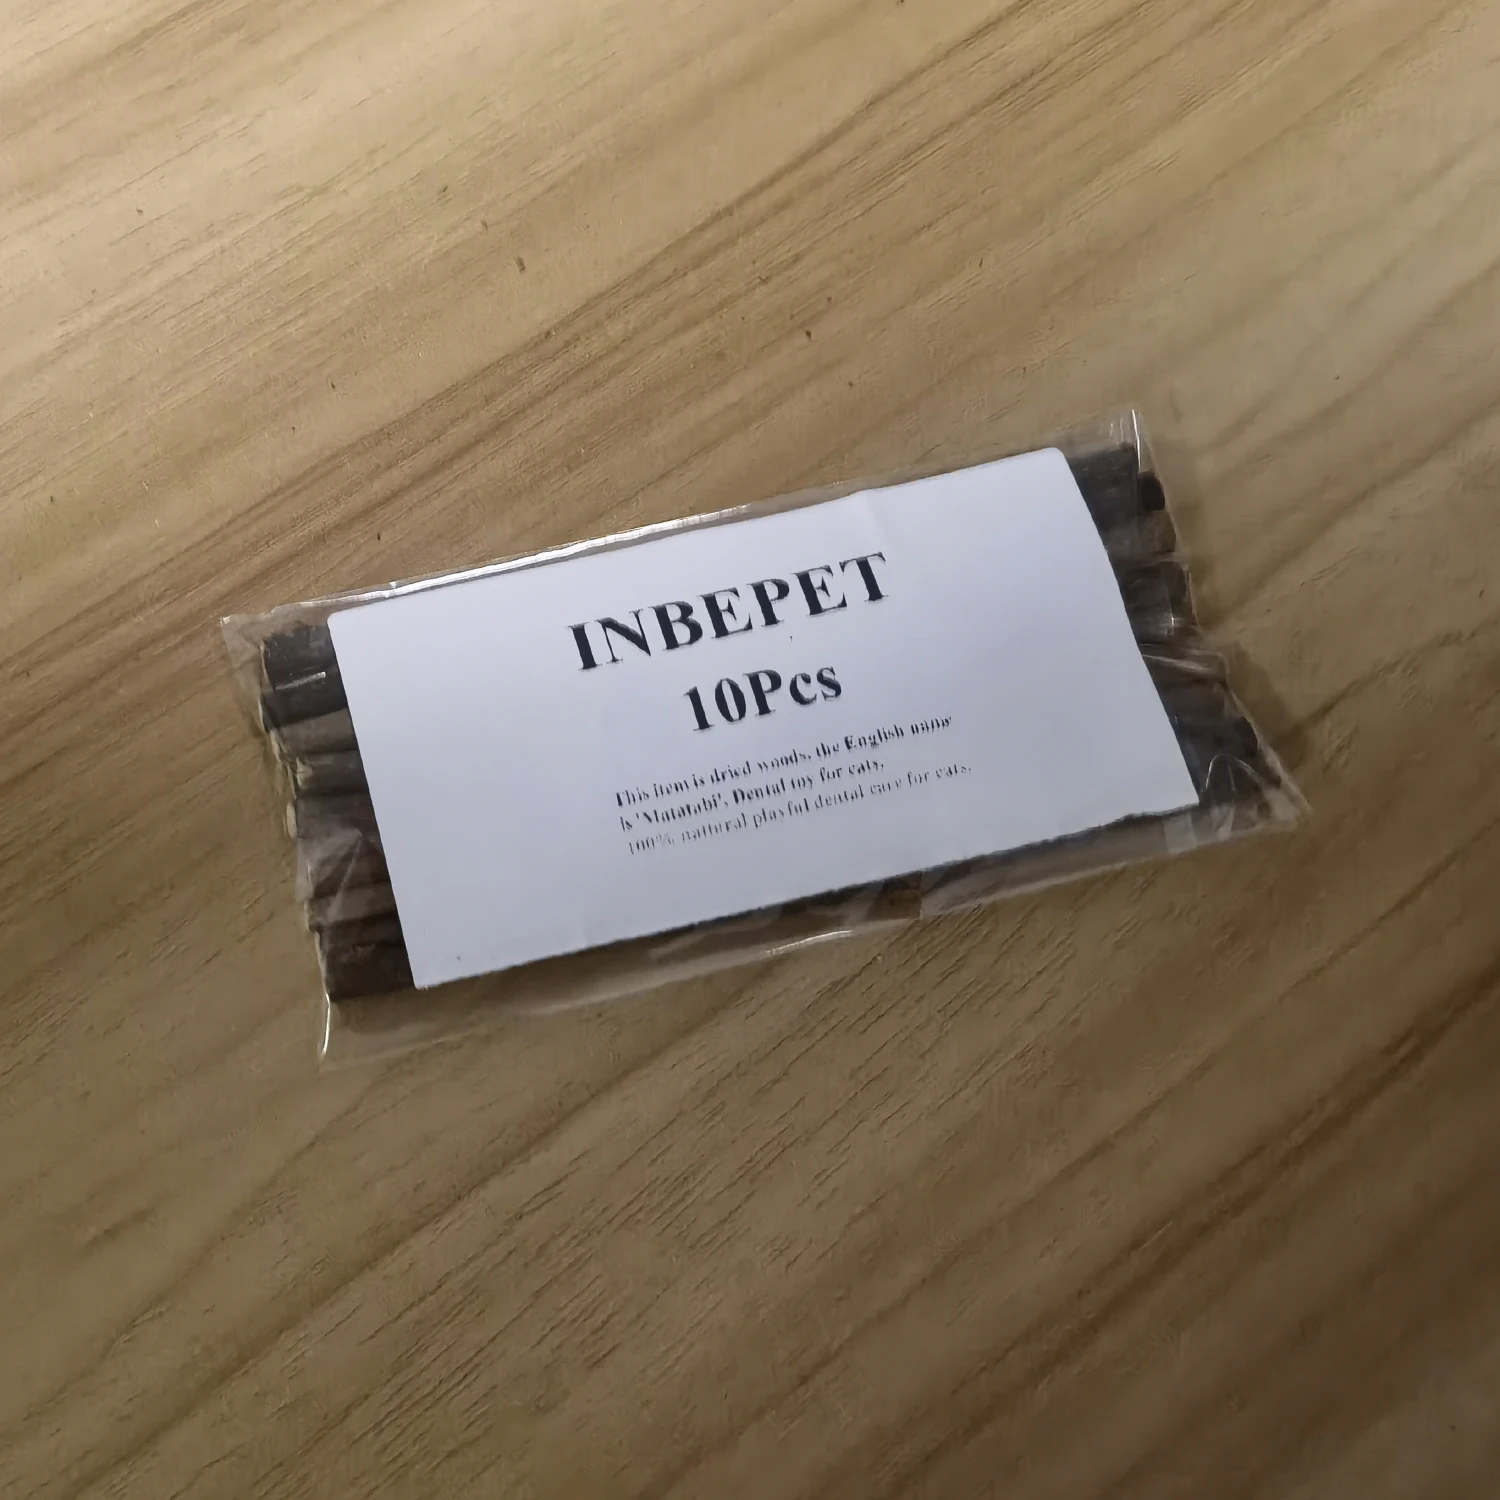 INBEPET
10Pcs
This item is dried woods, the English name
is 'Matatabi', Dental toy for cats.
100% natural playful dental care for cats.